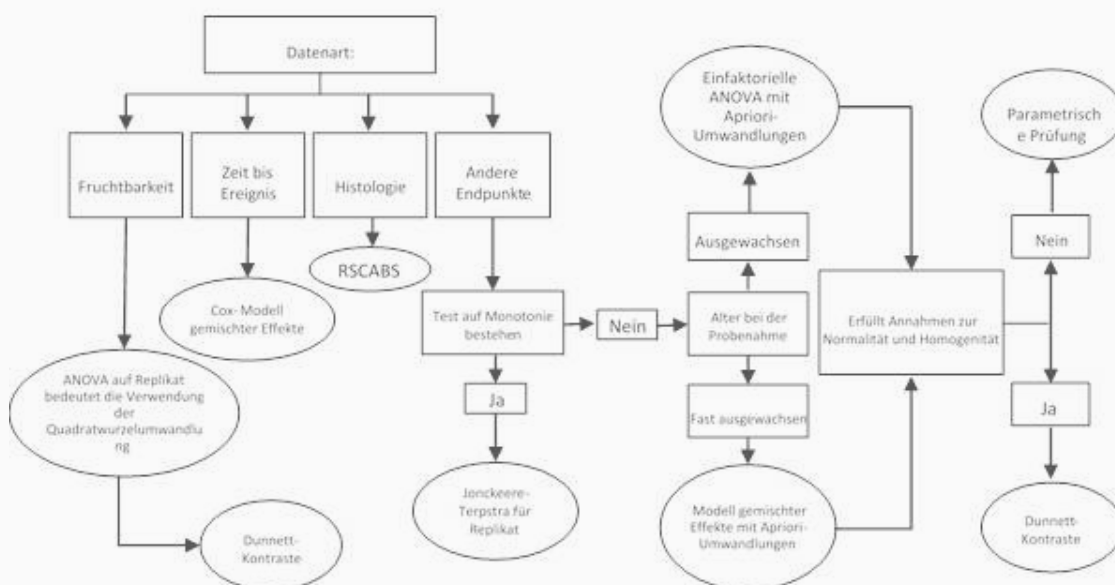 Datenart:
Fruchtbarkeit
Zeit bis
Ereignis
Histologie
Andere
Endpunkte
RSCABS
Cox- Modell
gemischter Effekte
ANOVA auf Replikat
bedeutet die Verwendung
der
Quadratwurzelumwandlu
ng
Dunnett-
Kontraste
Test auf Monotonie
bestehen
Nein
Ja
Jonckeere-
Terpstra für
Replikat
Einfaktorielle
ANOVA mit
Apriori-
Umwandlungen
Ausgewachsen
Alter bei der
Probenahme
Fast ausgewachsen
Modell gemischter
Effekte mit Apriori-
Umwandlungen
Erfüllt Annahmen zur
Normalität und Homogenität
Parametrisch
e Prüfung
Nein
Ja
Dunnett-
Kontraste